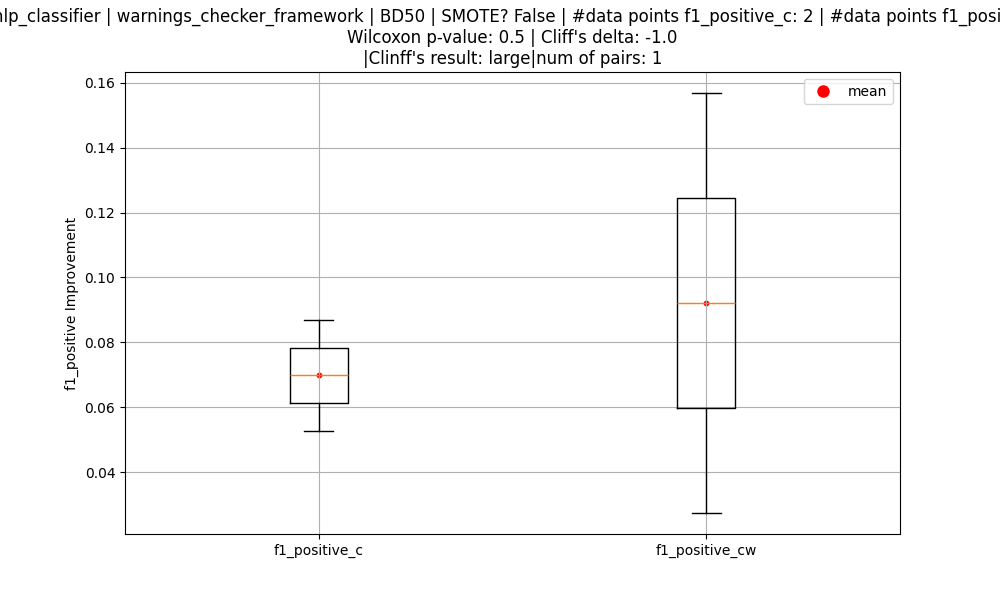 warnings_checker_framework | BD50 | SMOTE? False | #data points f1_positive_c: 2 | #data points
Wilcoxon p-value: 0.5 | Cliff's delta: -1.0
|Clinff's result: large|num of pairs: 1
mean
0.16
0.14
0.12
0.10
0.08
0.06
0.04
f1_positive Improvement
f1_positive_c
f1_positive_cw